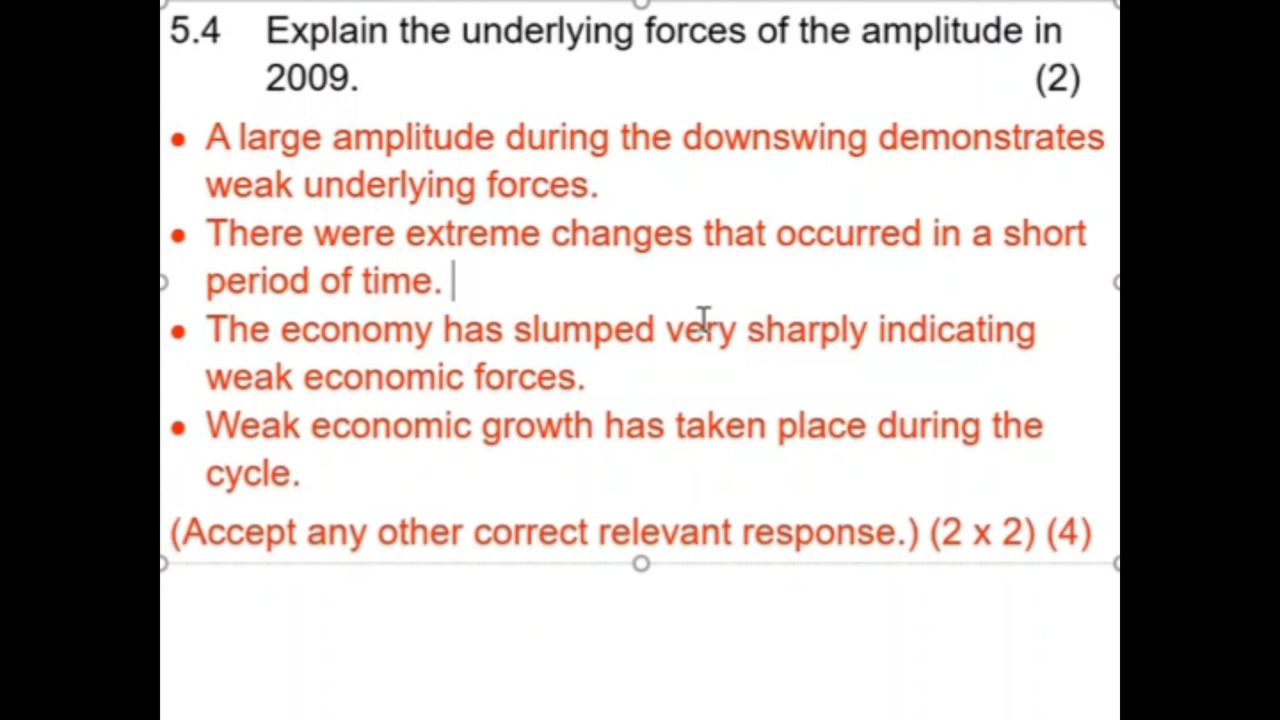 5.4 Explain the underlying forces of the amplitude in
2009. (2)
• A large amplitude during the downswing demonstrates
weak underlying forces.
• There were extreme changes that occurred in a short
period of time.
• The economy has slumped very sharply indicating
weak economic forces.
• Weak economic growth has taken place during the
cycle.
(Accept any other correct relevant response.) (2 x 2) (4)